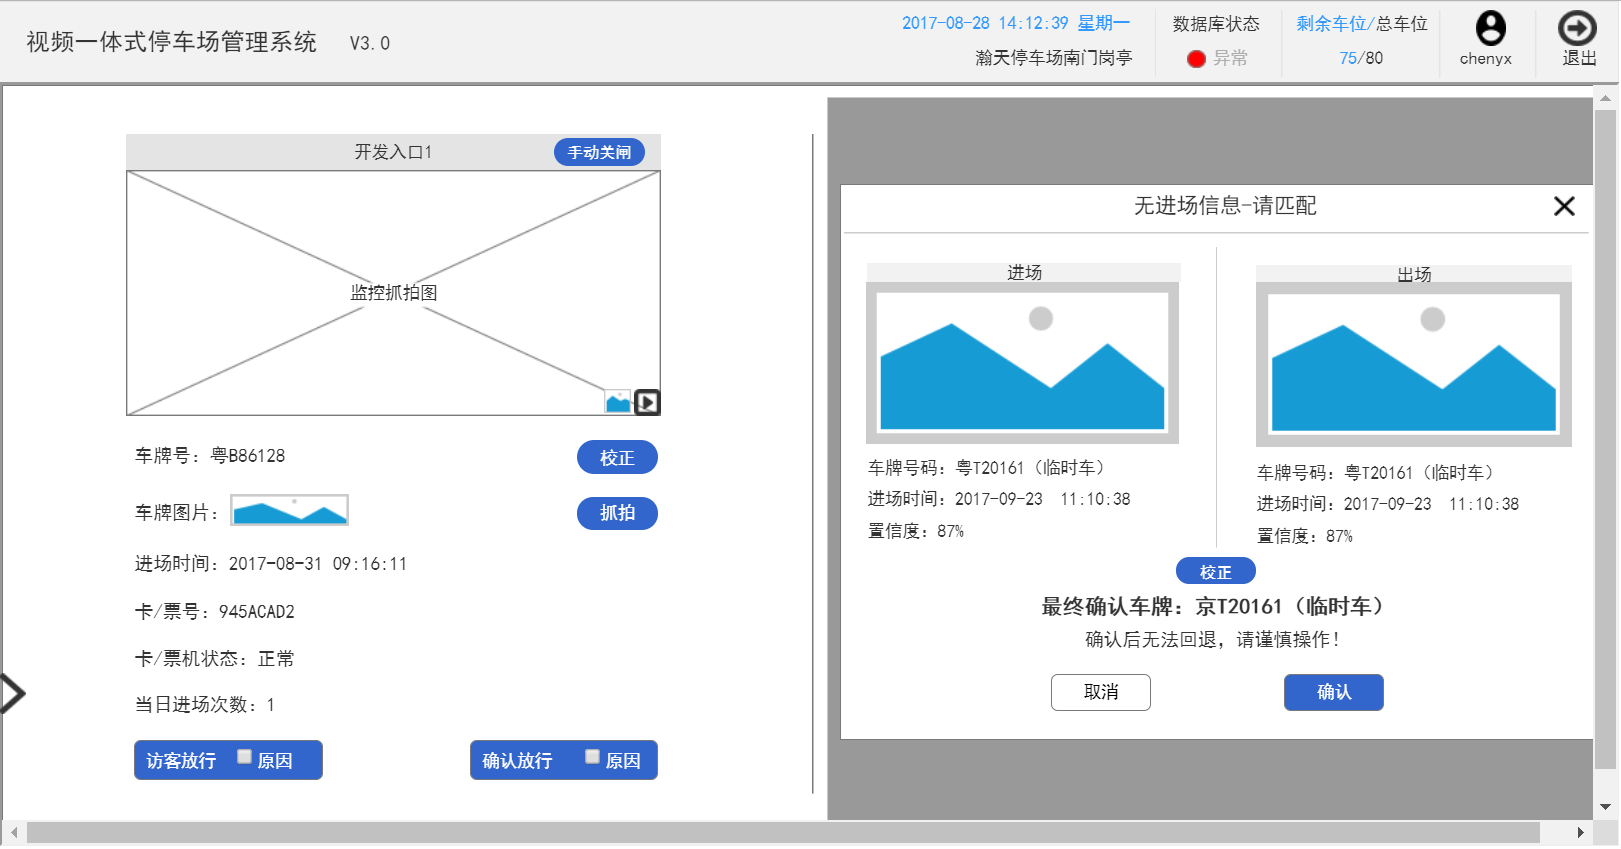 视频一体式停车场管理系统 V3.0
2017-08-28 14:12:39 星期一
瀚天停车场南门岗亭
数据库状态
异常
剩余车位/总车位
75/80
chenyx
退出
开发入口1
手动关闸
监控抓拍图
车牌号：粤B86128
校正
车牌图片：
抓拍
进场时间：2017-08-31 09:16:11
卡/票号：945ACAD2
卡/票机状态：正常
当日进场次数：1
访客放行 原因
确认放行 原因
无进场信息-请匹配
进场
车牌号码：粤T20161（临时车）
进场时间：2017-09-23 11:10:38
置信度：87%
出场
车牌号码：粤T20161（临时车）
进场时间：2017-09-23 11:10:38
置信度：87%
校正
最终确认车牌：京T20161（临时车）
确认后无法回退，请谨慎操作！
取消
确认